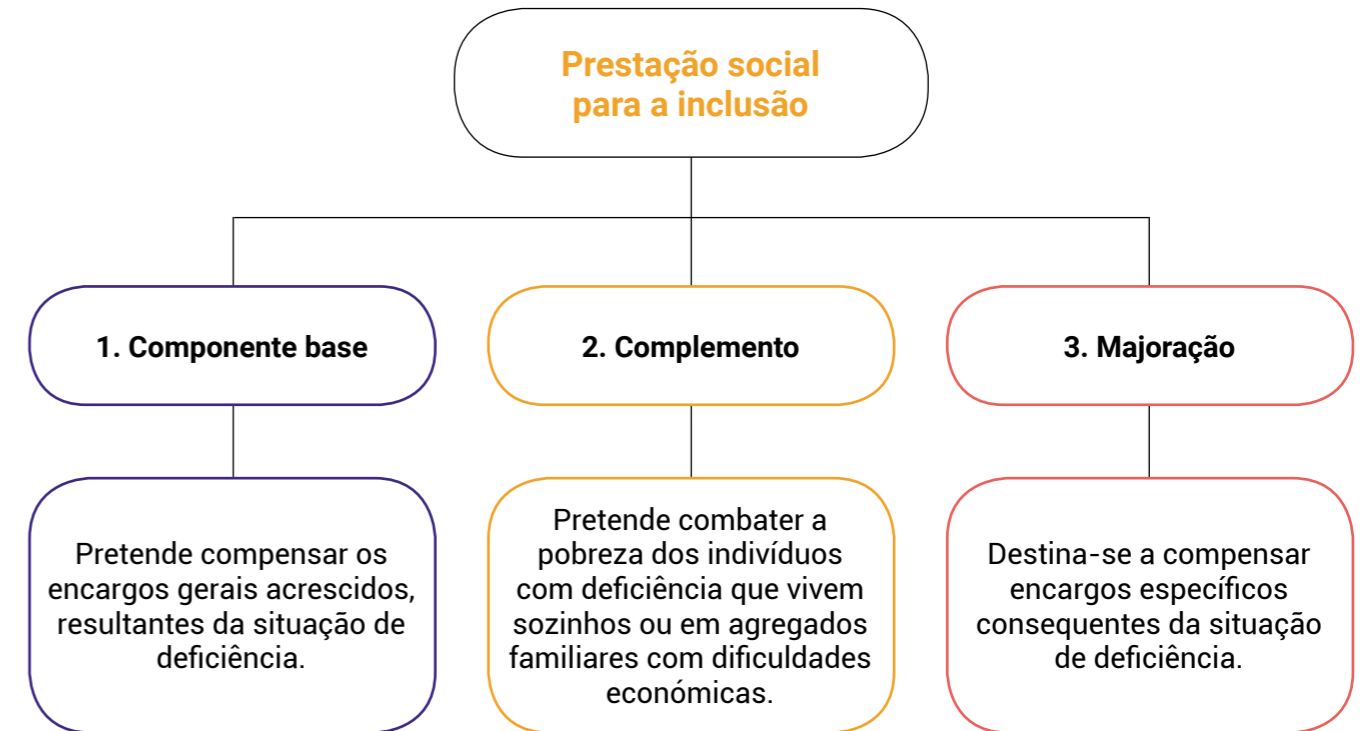 Prestação social
para a inclusão
1. Componente base
2. Complemento
3. Majoração
Pretende compensar os
encargos gerais acrescidos,
resultantes da situação de
deficiência.
Pretende combater a
pobreza dos indivíduos
com deficiência que vivem
sozinhos ou em agregados
familiares com dificuldades
económicas.
Destina-se a compensar
encargos específicos
consequentes da situação
de deficiência.